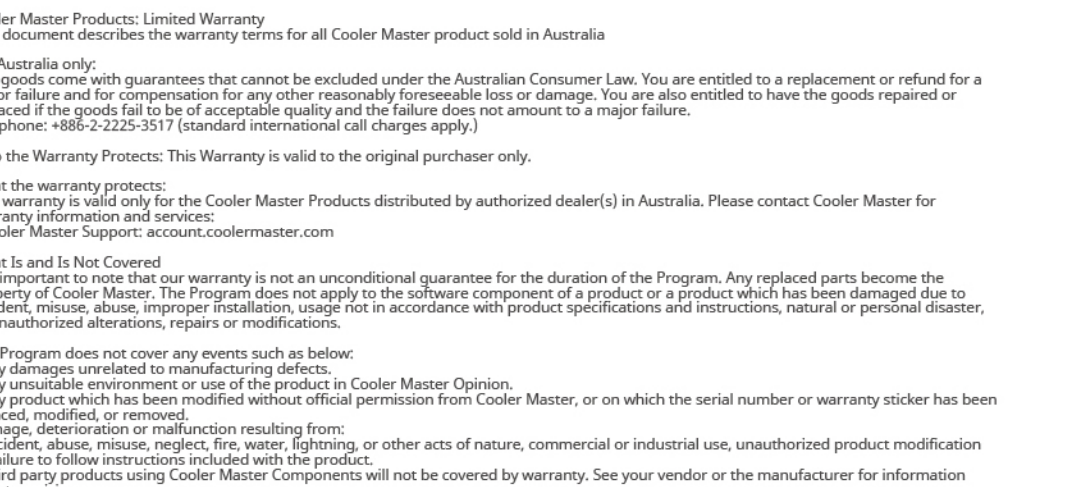 ler Master Products: Limited Warranty
document describes the warranty terms for all Cooler Master product sold in Australia
Australia only:
goods come with guarantees that cannot be excluded under the Australian Consumer Law. You are entitled to a replacement or refund for a
or failure and for compensation for any other reasonably foreseeable loss or damage. You are also entitled to have the goods repaired or
aced if the goods fail to be of acceptable quality and the failure does not amount to a major failure.
phone: +886-2-2225-3517 (standard international call charges apply.)
o the Warranty Protects: This Warranty is valid to the original purchaser only.
t the warranty protects:
warranty is valid only for the Cooler Master Products distributed by authorized dealer(s) in Australia. Please contact Cooler Master for
ranty information and services:
oler Master Support: account.coolermaster.com
t Is and Is Not Covered
important to note that our warranty is not an unconditional guarantee for the duration of the Program. Any replaced parts become the
perty of Cooler Master. The Program does not apply to the software component of a product or a product which has been damaged due to
dent, misuse, abuse, improper installation, usage not in accordance with product specifications and instructions, natural or personal disaster,
nauthorized alterations, repairs or modifications.
Program does not cover any events such as below:
y damages unrelated to manufacturing defects.
y unsuitable environment or use of the product in Cooler Master Opinion.
y product which has been modified without official permission from Cooler Master, or on which the serial number or warranty sticker has been
aced, modified, or removed.
nage, deterioration or malfunction resulting from:
cident, abuse, misuse, neglect, fire, water, lightning, or other acts of nature, commercial or industrial use, unauthorized product modification
ailure to follow instructions included with the product.
ird party products using Cooler Master Components will not be covered by warranty. See your vendor or the manufacturer for information